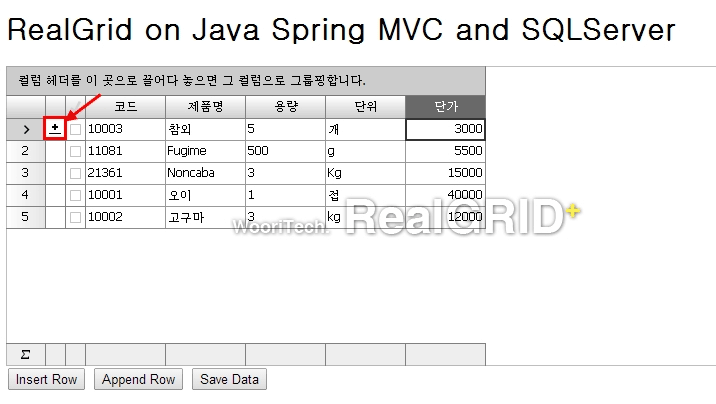 RealGrid on Java Spring MVC and SQLServer
컬럼 헤더를 이 곳으로 끌어다 놓으면 그 컬럼으로 그룹핑합니다.
코드 제품명 용량 단위 단가
> + 10003 참외 5 개 3000
2 11081 Fugime 500 g 5500
3 21361 Noncaba 3 Kg 15000
4 10001 오이 1 접 40000
5 10002 고구마 3 kg 12000
WooriTech. RealGRID+
Σ
Insert Row Append Row Save Data